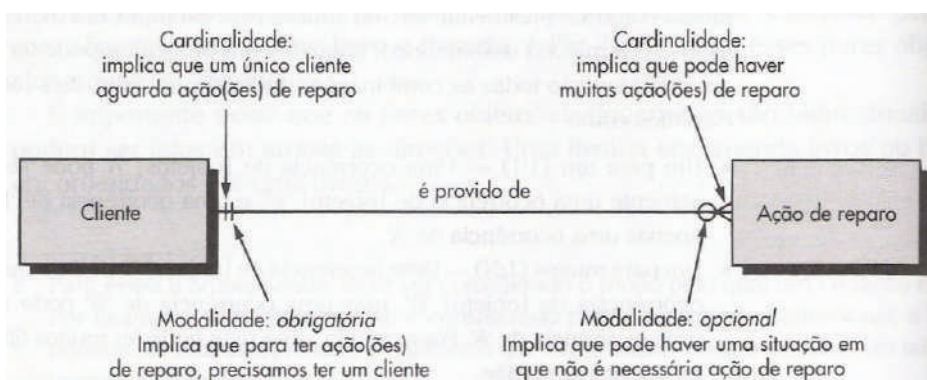 Cardinalidade:
implica que um único cliente
aguarda ação(ões) de reparo
Cardinalidade:
implica que pode haver
muitas ação(ões) de reparo
Cliente
é provido de
Ação de reparo
Modalidade: obrigatória
Implica que para ter ação(ões)
de reparo, precisamos ter um cliente
Modalidade: opcional
Implica que pode haver uma situação em
que não é necessária ação de reparo